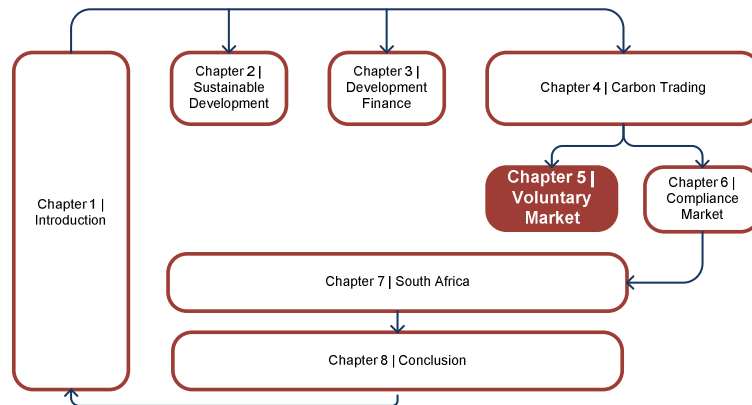 Chapter 2 |
Sustainable
Development
Chapter 3 |
Development
Finance
Chapter 4 | Carbon Trading
Chapter 1 |
Introduction
Chapter 5 |
Voluntary
Market
Chapter 6 |
Compliance
Market
Chapter 7 | South Africa
Chapter 8 | Conclusion